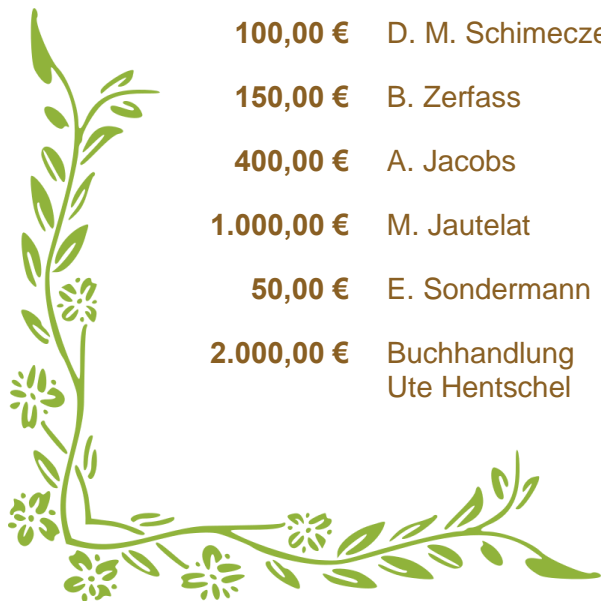 100,00 € D. M. Schimecze
150,00 € B. Zerfass
400,00 € A. Jacobs
1.000,00 € M. Jautelat
50,00 € E. Sondermann
2.000,00 € Buchhandlung
Ute Hentschel